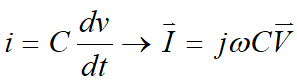 i = C dv/dt → I⃗ = jωCV⃗